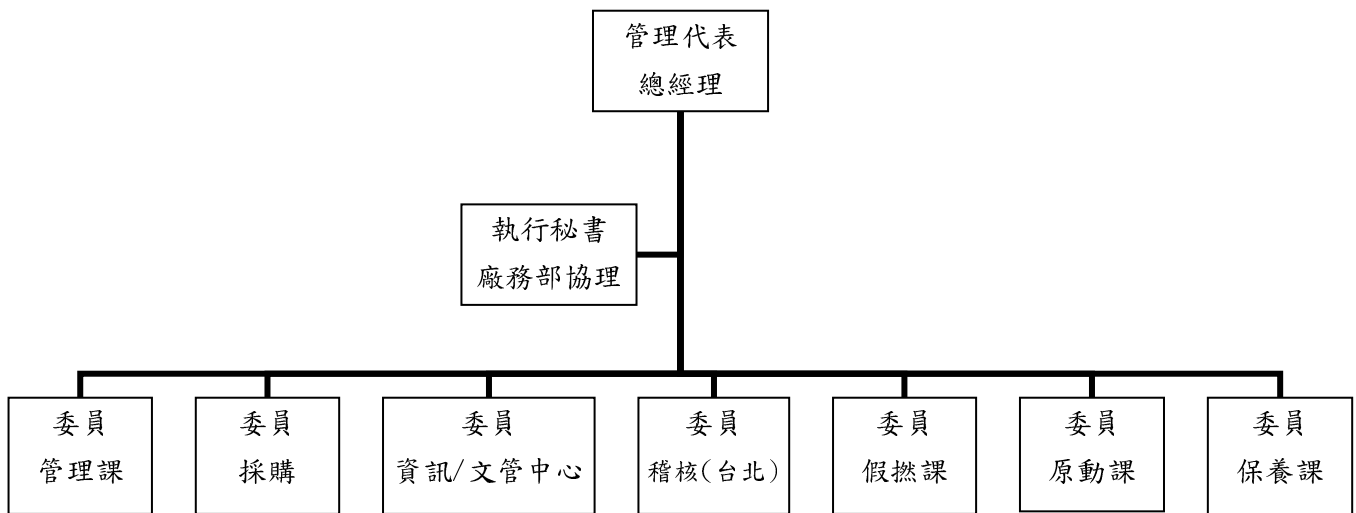 管理代表
總經理
執行秘書
廠務部協理
委員
管理課
委員
採購
委員
資訊/文管中心
委員
稽核(台北)
委員
假撚課
委員
原動課
委員
保養課